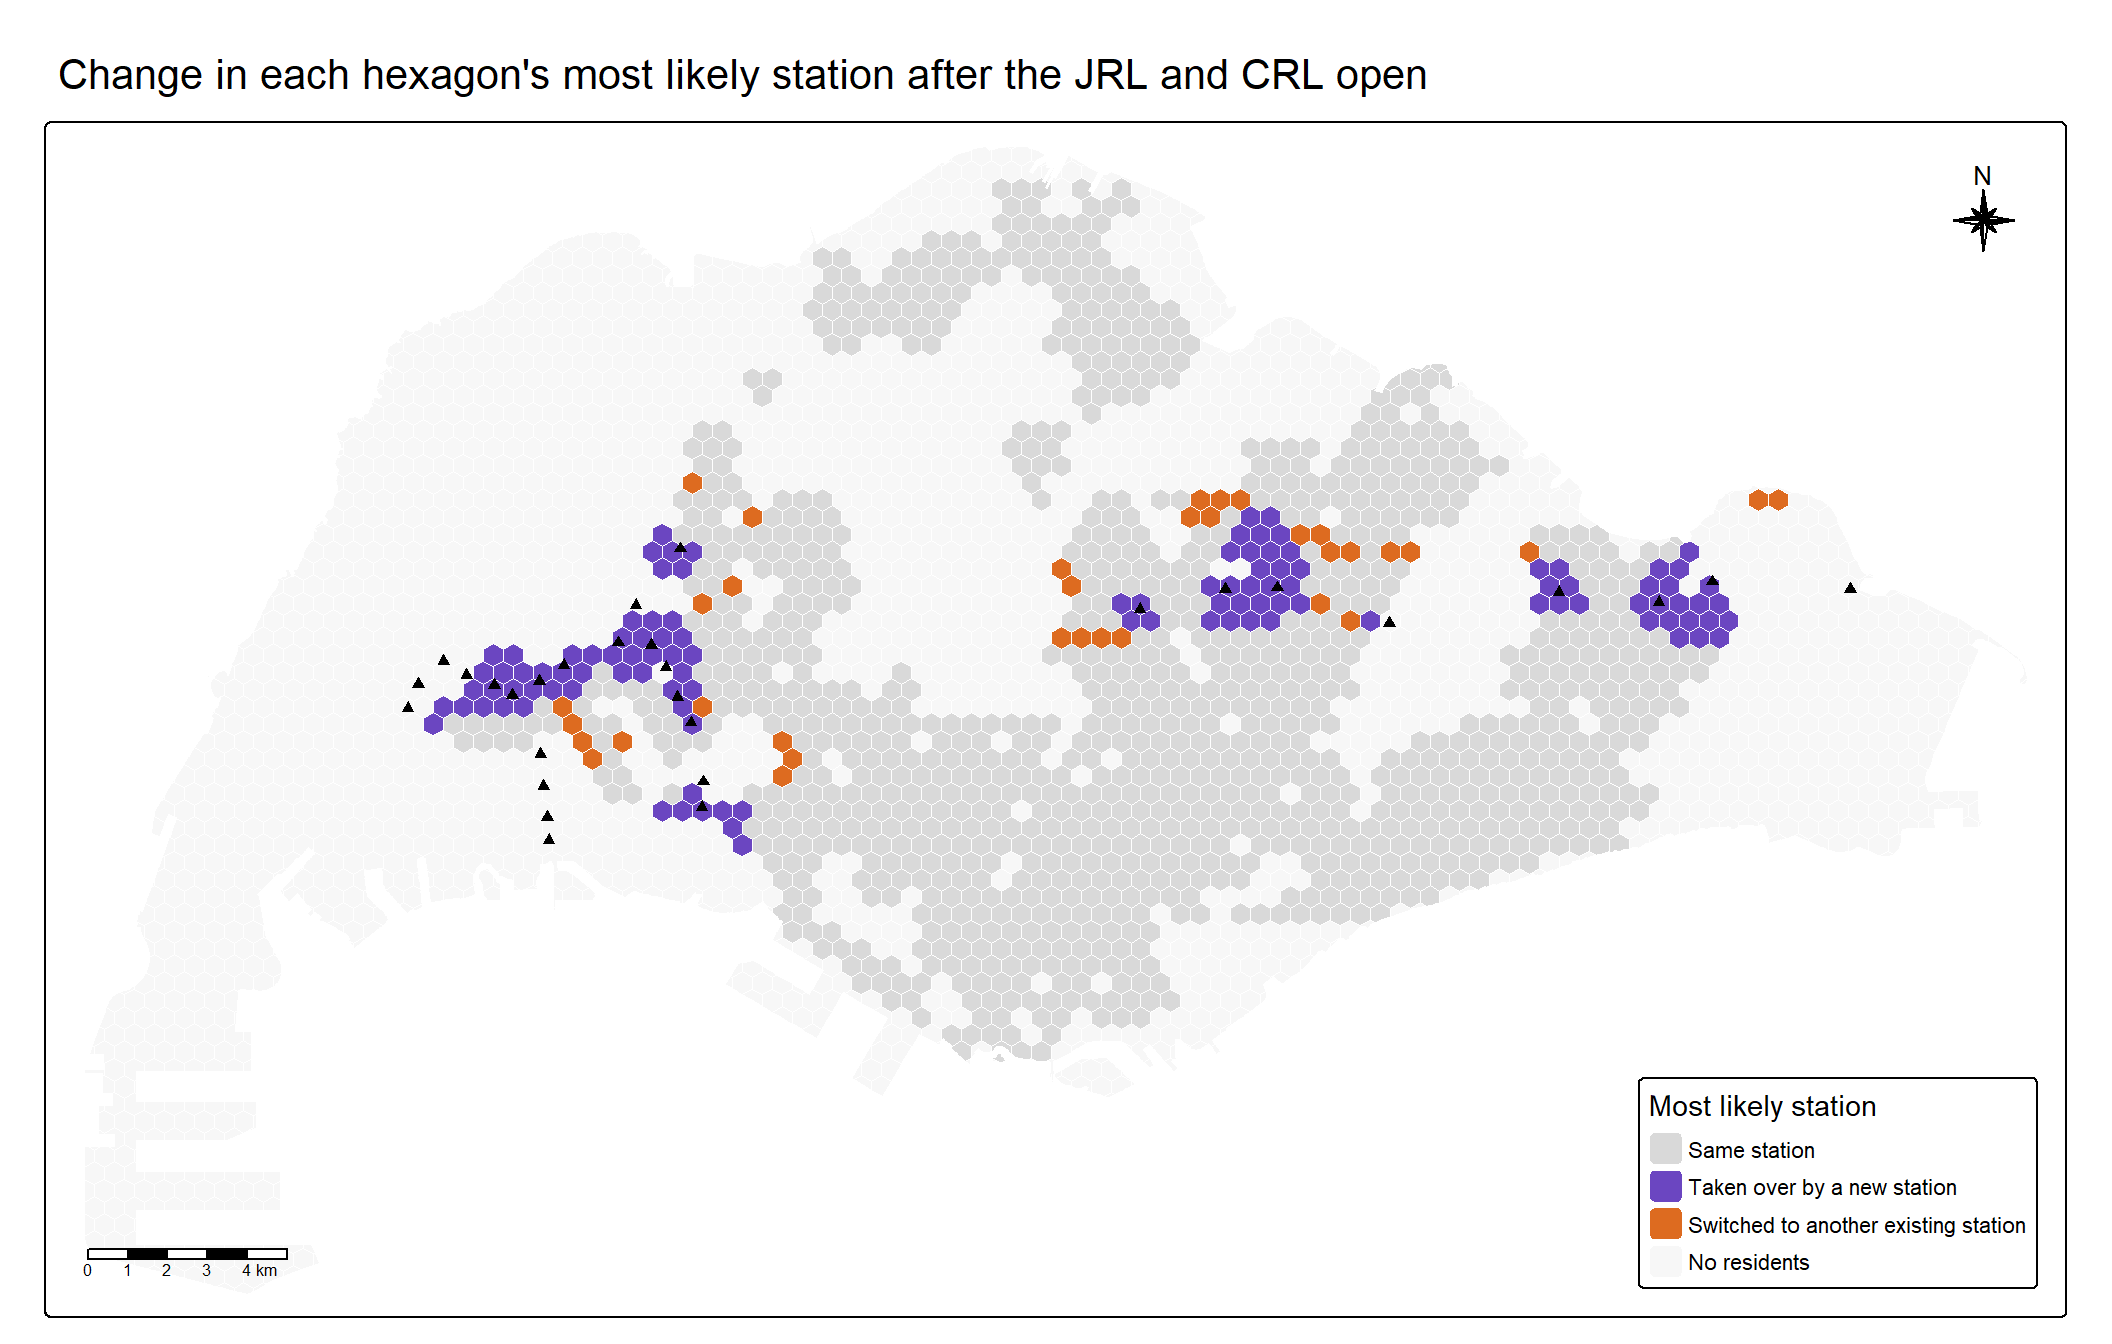 Change in each hexagon's most likely station after the JRL and CRL open
N
Most likely station
Same station
Taken over by a new station
Switched to another existing station
No residents
0 1 2 3 4 km